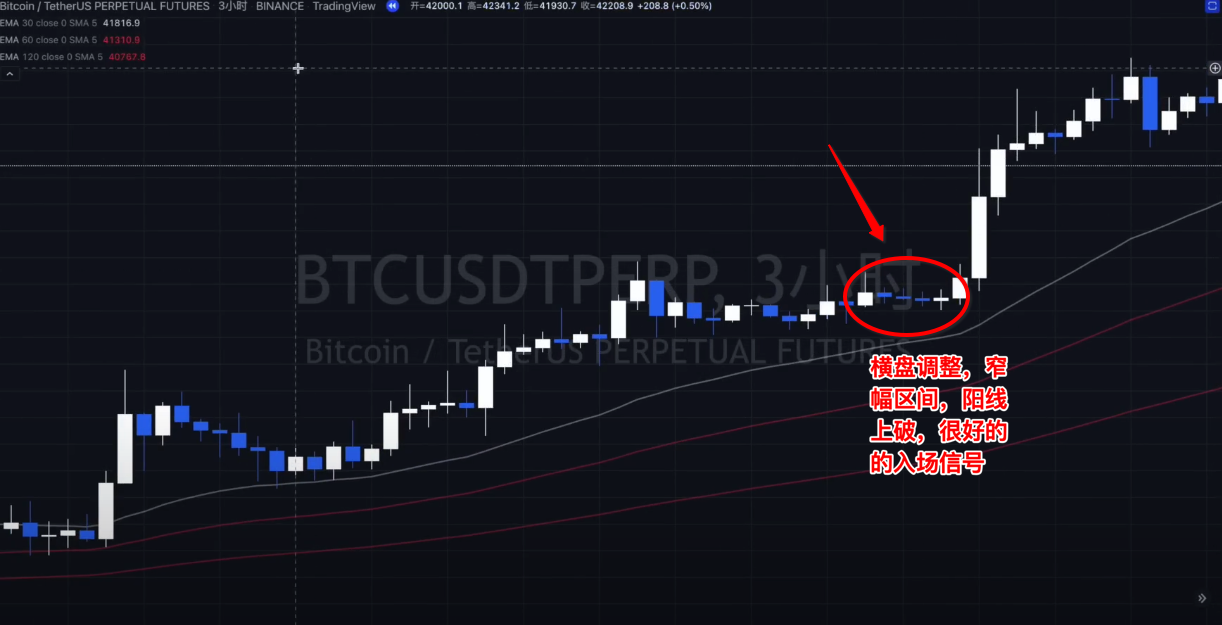 Bitcoin / TetherUS PERPETUAL FUTURES 3小时 BINANCE TradingView 开=42000.1 高=42341.2 低=41930.7 收=42208.9 +208.8 (+0.50%)
EMA 30 close 0 SMA 5 41816.9
EMA 60 close 0 SMA 5 41310.9
EMA 120 close 0 SMA 5 40767.8
BTCUSDTPERP, 3小时
Bitcoin / TetherUS PERPETUAL FUTURES
横盘调整，窄
幅区间，阳线
上破，很好的
的入场信号